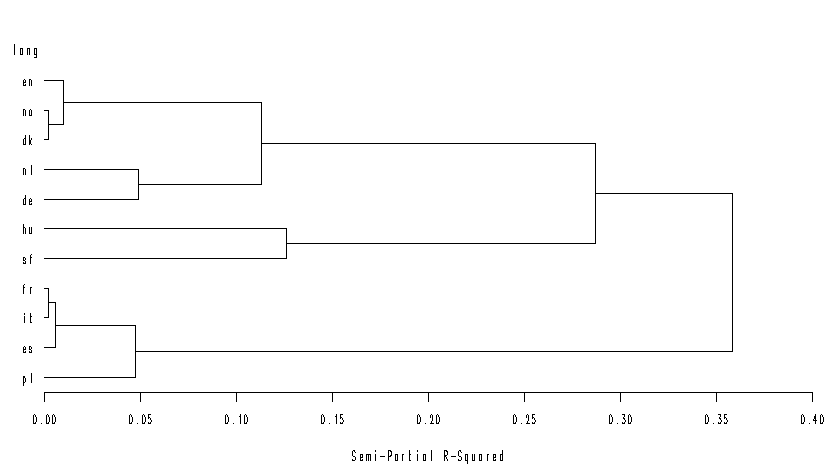 lang
en
no
dk
nl
de
hu
sf
fr
it
es
pl
0.00 0.05 0.10 0.15 0.20 0.25 0.30 0.35 0.40
Semi-Partial R-Squared